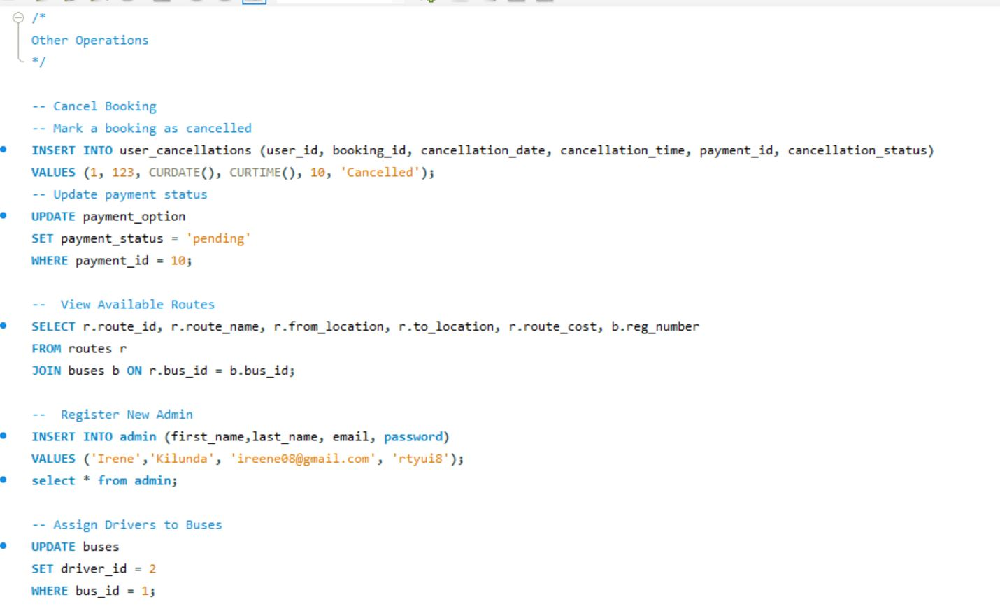 /*
Other Operations
*/
-- Cancel Booking
-- Mark a booking as cancelled
INSERT INTO user_cancellations (user_id, booking_id, cancellation_date, cancellation_time, payment_id, cancellation_status)
VALUES (1, 123, CURDATE(), CURTIME(), 10, 'Cancelled');
-- Update payment status
UPDATE payment_option
SET payment_status = 'pending'
WHERE payment_id = 10;
--  View Available Routes
SELECT r.route_id, r.route_name, r.from_location, r.to_location, r.route_cost, b.reg_number
FROM routes r
JOIN buses b ON r.bus_id = b.bus_id;
--  Register New Admin
INSERT INTO admin (first_name,last_name, email, password)
VALUES ('Irene','Kilunda', 'ireene08@gmail.com', 'rtyui8');
select * from admin;
-- Assign Drivers to Buses
UPDATE buses
SET driver_id = 2
WHERE bus_id = 1;